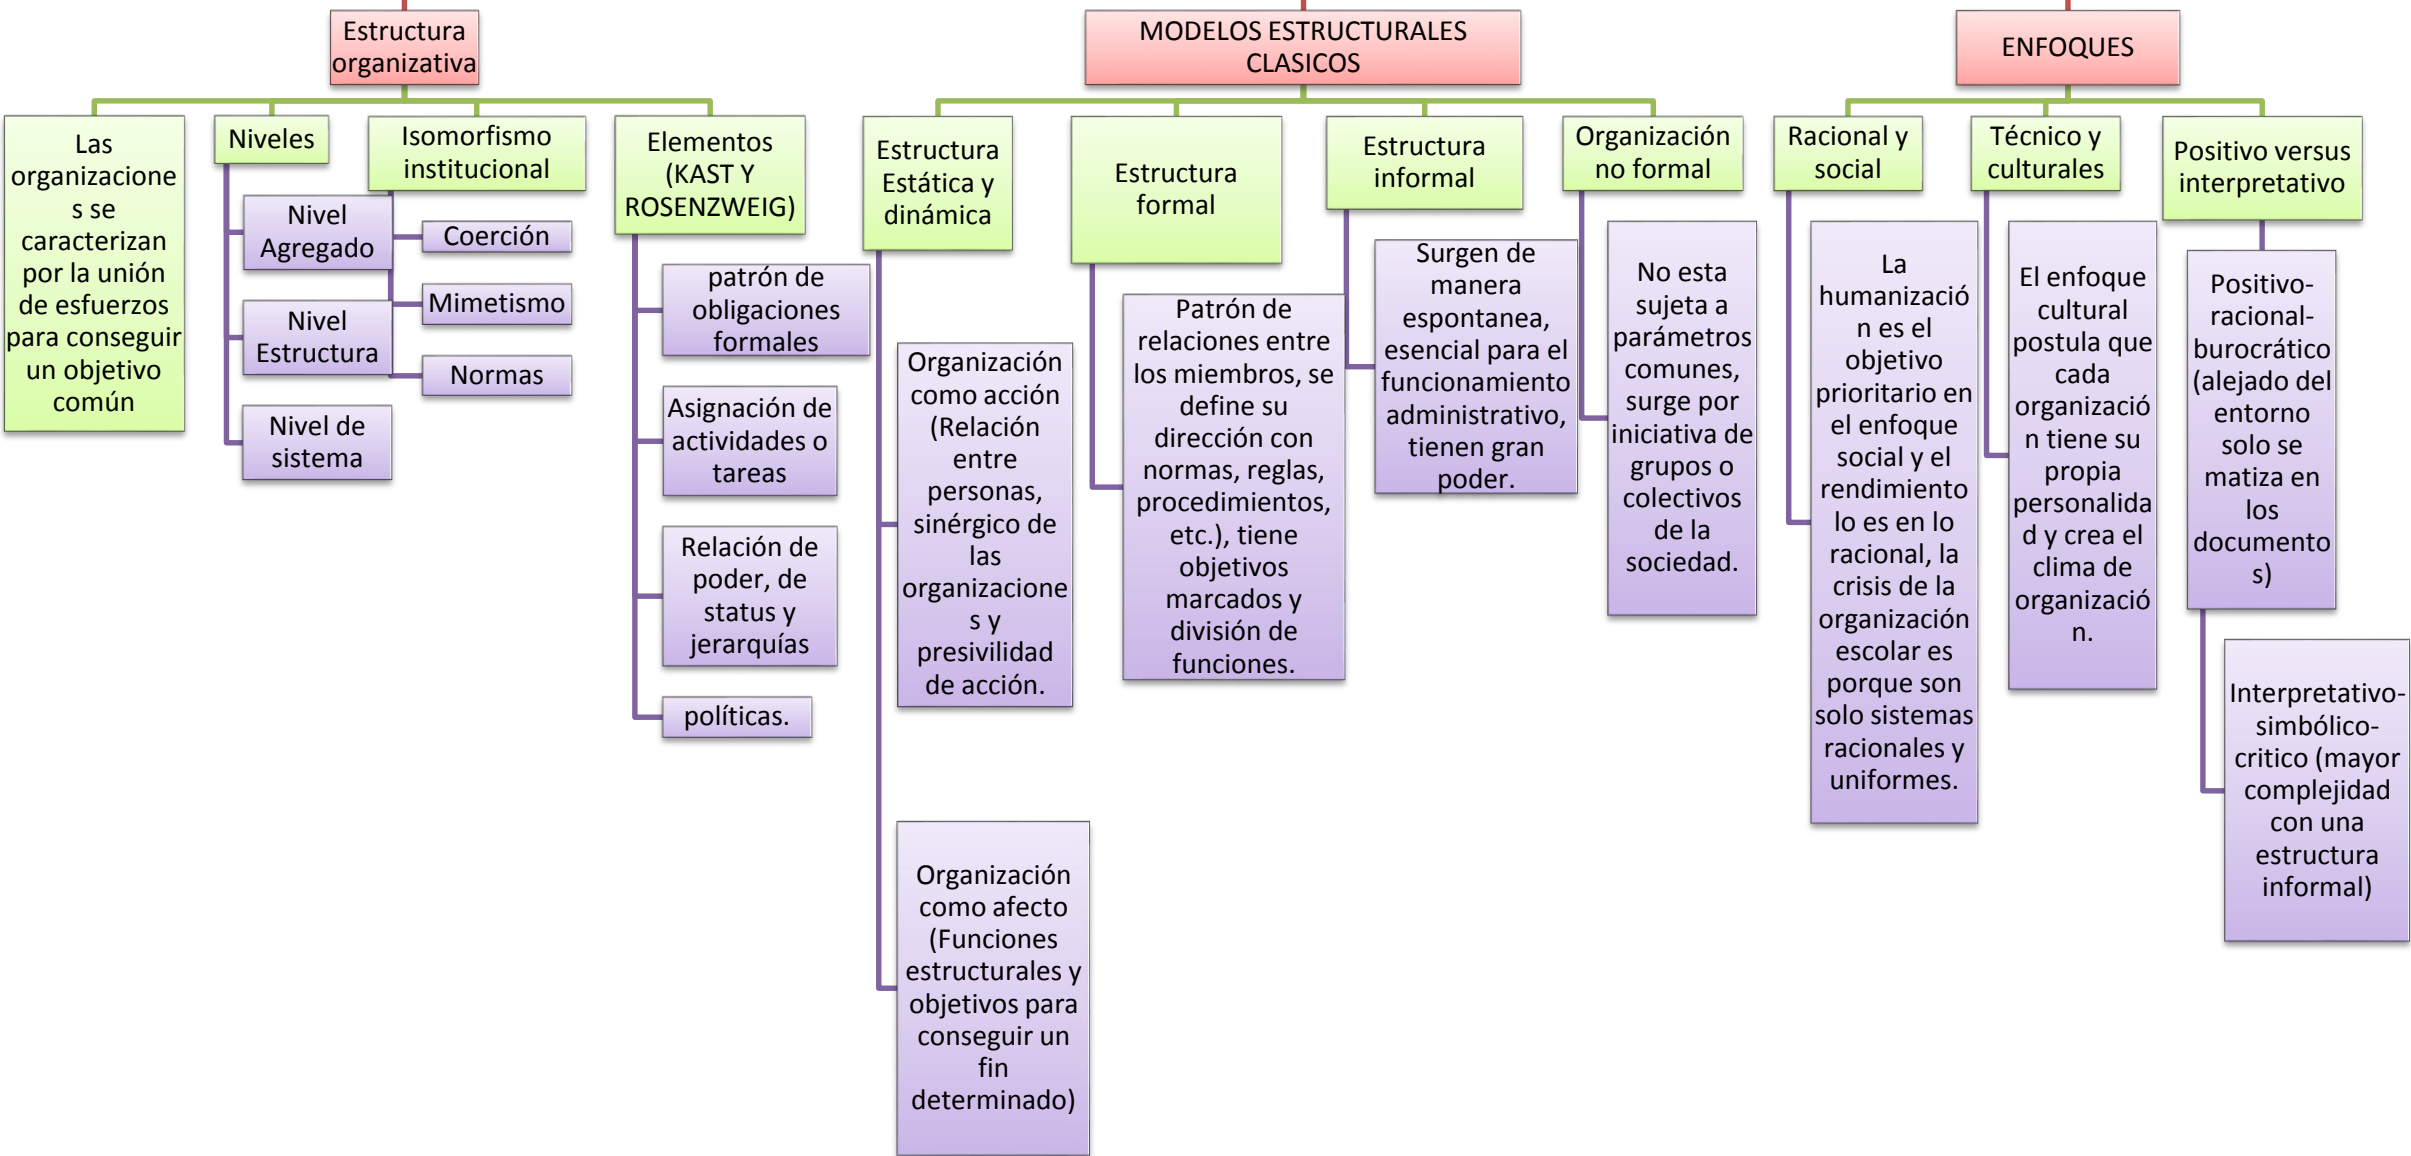 Estructura
organizativa
Las
organizacione
s se
caracterizan
por la unión
de esfuerzos
para conseguir
un objetivo
común
Niveles
Nivel
Agregado
Nivel
Estructura
Nivel de
sistema
Isomorfismo
institucional
Coerción
Mimetismo
Normas
Elementos
(KAST Y
ROSENZWEIG)
patrón de
obligaciones
formales
Asignación de
actividades o
tareas
Relación de
poder, de
status y
jerarquías
políticas.
MODELOS ESTRUCTURALES
CLASICOS
Estructura
Estática y
dinámica
Organización
como acción
(Relación
entre
personas,
sinérgico de
las
organizacione
s y
presivilidad
de acción.
Organización
como afecto
(Funciones
estructurales y
objetivos para
conseguir un
fin
determinado)
Estructura
formal
Patrón de
relaciones entre
los miembros, se
define su
dirección con
normas, reglas,
procedimientos,
etc.), tiene
objetivos
marcados y
división de
funciones.
Estructura
informal
Surgen de
manera
espontanea,
esencial para el
funcionamiento
administrativo,
tienen gran
poder.
Organización
no formal
No esta
sujeta a
parámetros
comunes,
surge por
iniciativa de
grupos o
colectivos
de la
sociedad.
ENFOQUES
Racional y
social
La
humanizació
n es el
objetivo
prioritario en
el enfoque
social y el
rendimiento
lo es en lo
racional, la
crisis de la
organización
escolar es
porque son
solo sistemas
racionales y
uniformes.
Técnico y
culturales
El enfoque
cultural
postula que
cada
organizació
n tiene su
propia
personalida
d y crea el
clima de
organizació
n.
Positivo versus
interpretativo
Positivo-
racional-
burocrático
(alejado del
entorno
solo se
matiza en
los
documento
s)
Interpretativo-
simbólico-
critico (mayor
complejidad
con una
estructura
informal)